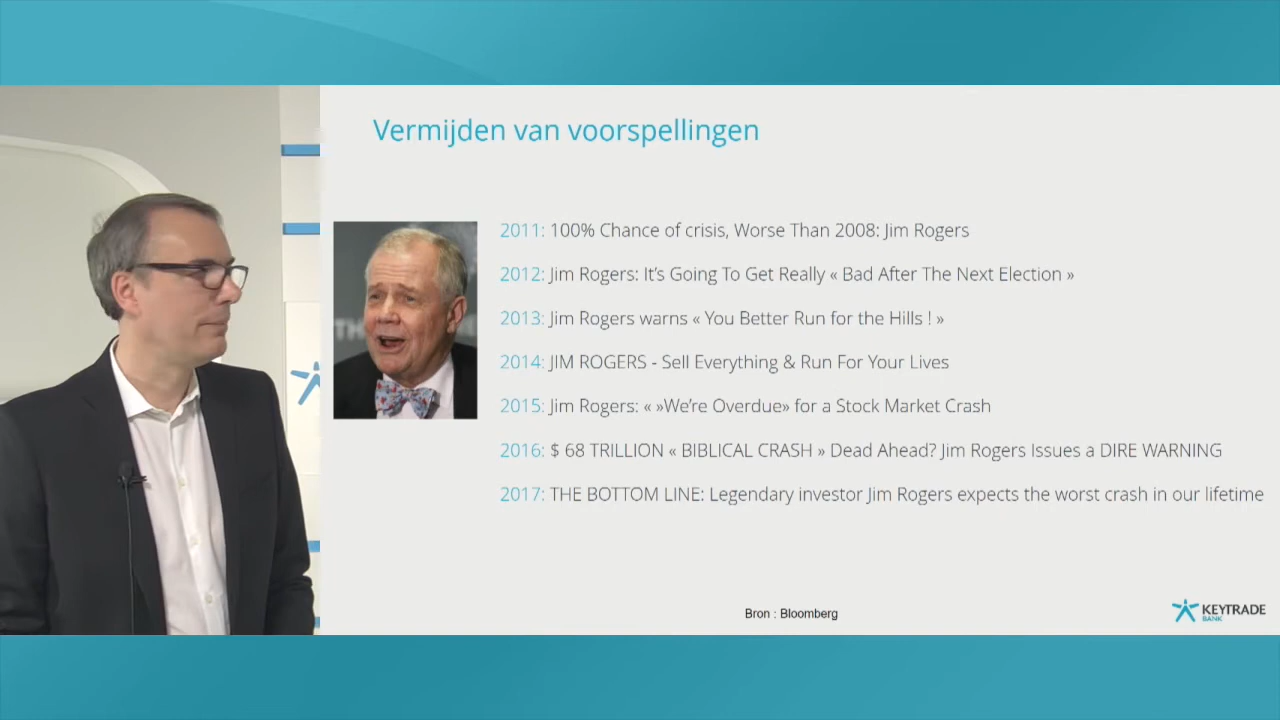 Vermijden van voorspellingen
2011: 100% Chance of crisis, Worse Than 2008: Jim Rogers
2012: Jim Rogers: It's Going To Get Really « Bad After The Next Election »
2013: Jim Rogers warns « You Better Run for the Hills ! »
2014: JIM ROGERS - Sell Everything & Run For Your Lives
2015: Jim Rogers: « »We're Overdue» for a Stock Market Crash
2016: $ 68 TRILLION « BIBLICAL CRASH » Dead Ahead? Jim Rogers Issues a DIRE WARNING
2017: THE BOTTOM LINE: Legendary investor Jim Rogers expects the worst crash in our lifetime
TH
Bron : Bloomberg
KEYTRADE
BANK